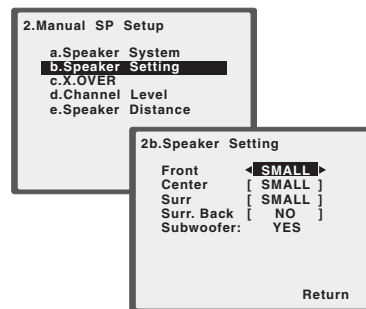 2.Manual SP Setup
a.Speaker System
b.Speaker Setting
c.X.OVER
d.Channel Level
e.Speaker Distance
2b.Speaker Setting
Front ◄ SMALL ►
Center [ SMALL ]
Surr [ SMALL ]
Surr. Back [ NO ]
Subwoofer: YES
Return